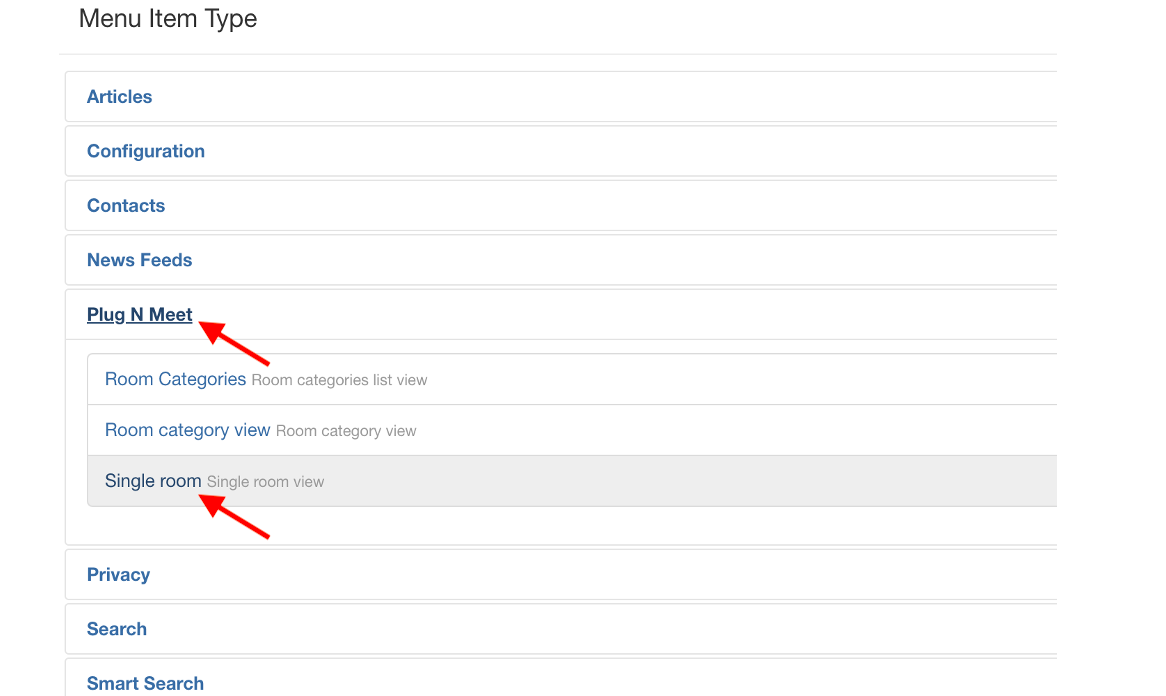 Menu Item Type
Articles
Configuration
Contacts
News Feeds
Plug N Meet
Room Categories Room categories list view
Room category view Room category view
Single room Single room view
Privacy
Search
Smart Search